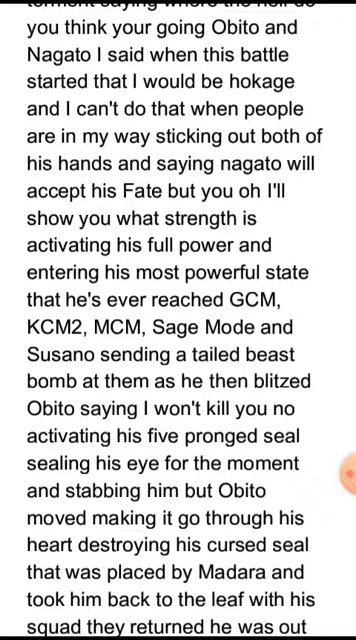 torment saying where the hell do
you think your going Obito and
Nagato I said when this battle
started that I would be hokage
and I can't do that when people
are in my way sticking out both of
his hands and saying nagato will
accept his Fate but you oh I'll
show you what strength is
activating his full power and
entering his most powerful state
that he's ever reached GCM,
KCM2, MCM, Sage Mode and
Susano sending a tailed beast
bomb at them as he then blitzed
Obito saying I won't kill you no
activating his five pronged seal
sealing his eye for the moment
and stabbing him but Obito
moved making it go through his
heart destroying his cursed seal
that was placed by Madara and
took him back to the leaf with his
squad they returned he was out